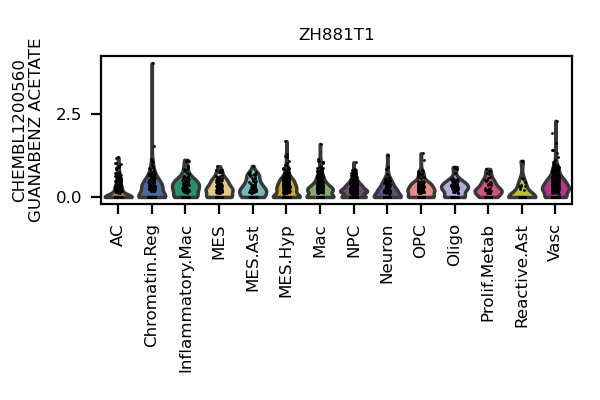 ZH881T1
CHEMBL1200560
GUANABENZ ACETATE
2.5
0.0
AC
Chromatin.Reg
Inflammatory.Mac
MES
MES.Ast
MES.Hyp
Mac
NPC
Neuron
OPC
Oligo
Prolif.Metab
Reactive.Ast
Vasc